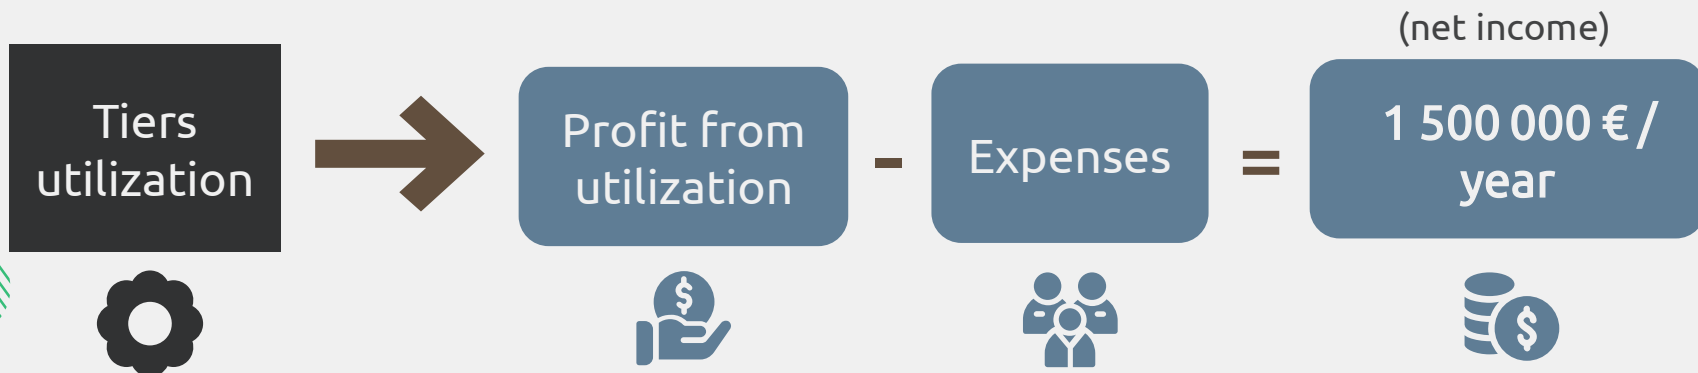 Tiers
utilization
Profit from
utilization
-
Expenses
=
(net income)
1 500 000 € /
year
$
$